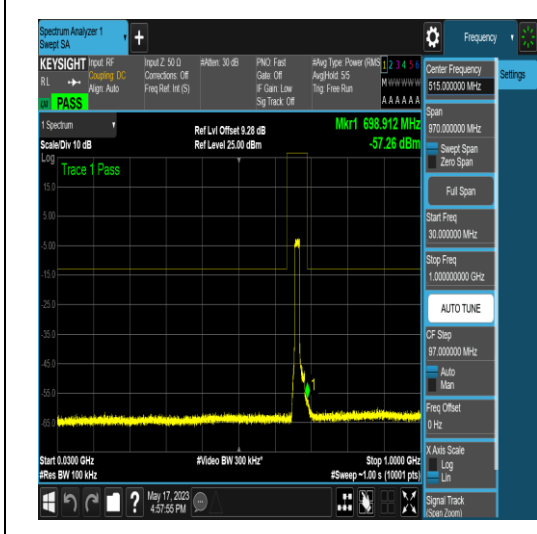 Spectrum Analyzer 1
Swept SA
+
Frequency
KEYSIGHT
RL
Input: RF
Coupling: DC
Align: Auto
Input Z: 50 Ω
Corrections: Off
Freq Ref: Int (S)
#Atten: 30 dB
PNO: Fast
Gate: Off
IF Gain: Low
Sig Track: Off
#Avg Type: Power (RMS
Avg|Hold: 5/5
Trig: Free Run
1 2 3 4 5 6
M W W W W W
A A A A A A
PASS
1 Spectrum
Scale/Div 10 dB
Ref Lvl Offset 9.28 dB
Ref Level 25.00 dBm
Mkr1 698.912 MHz
-57.26 dBm
Log
Trace 1 Pass
15.0
5.00
-5.00
-15.0
-25.0
-35.0
-45.0
-55.0
-65.0
1
Start 0.0300 GHz
#Res BW 100 kHz
#Video BW 300 kHz*
Stop 1.0000 GHz
#Sweep ~1.00 s (10001 pts)
May 17, 2023
4:57:55 PM
?
Center Frequency
515.000000 MHz
Settings
Span
970.000000 MHz
Swept Span
Zero Span
Full Span
Start Freq
30.000000 MHz
Stop Freq
1.000000000 GHz
AUTO TUNE
CF Step
97.000000 MHz
Auto
Man
Freq Offset
0 Hz
X Axis Scale
Log
Lin
Signal Track
(Span Zoom)